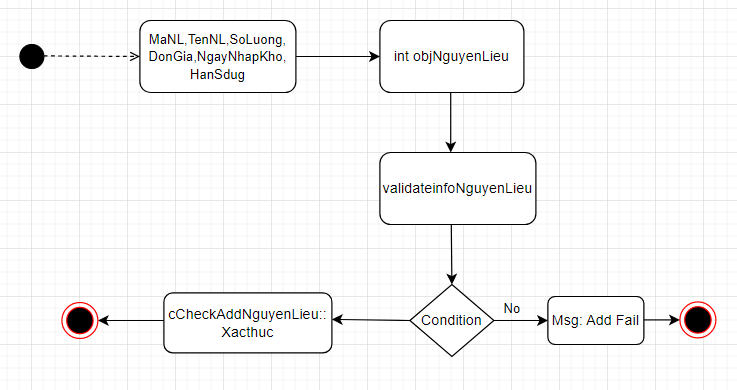 MaNL,TenNL,SoLuong,
DonGia,NgayNhapKho,
HanSdug
int objNguyenLieu
validateinfoNguyenLieu
cCheckAddNguyenLieu::
Xacthuc
Condition
No
Msg: Add Fail